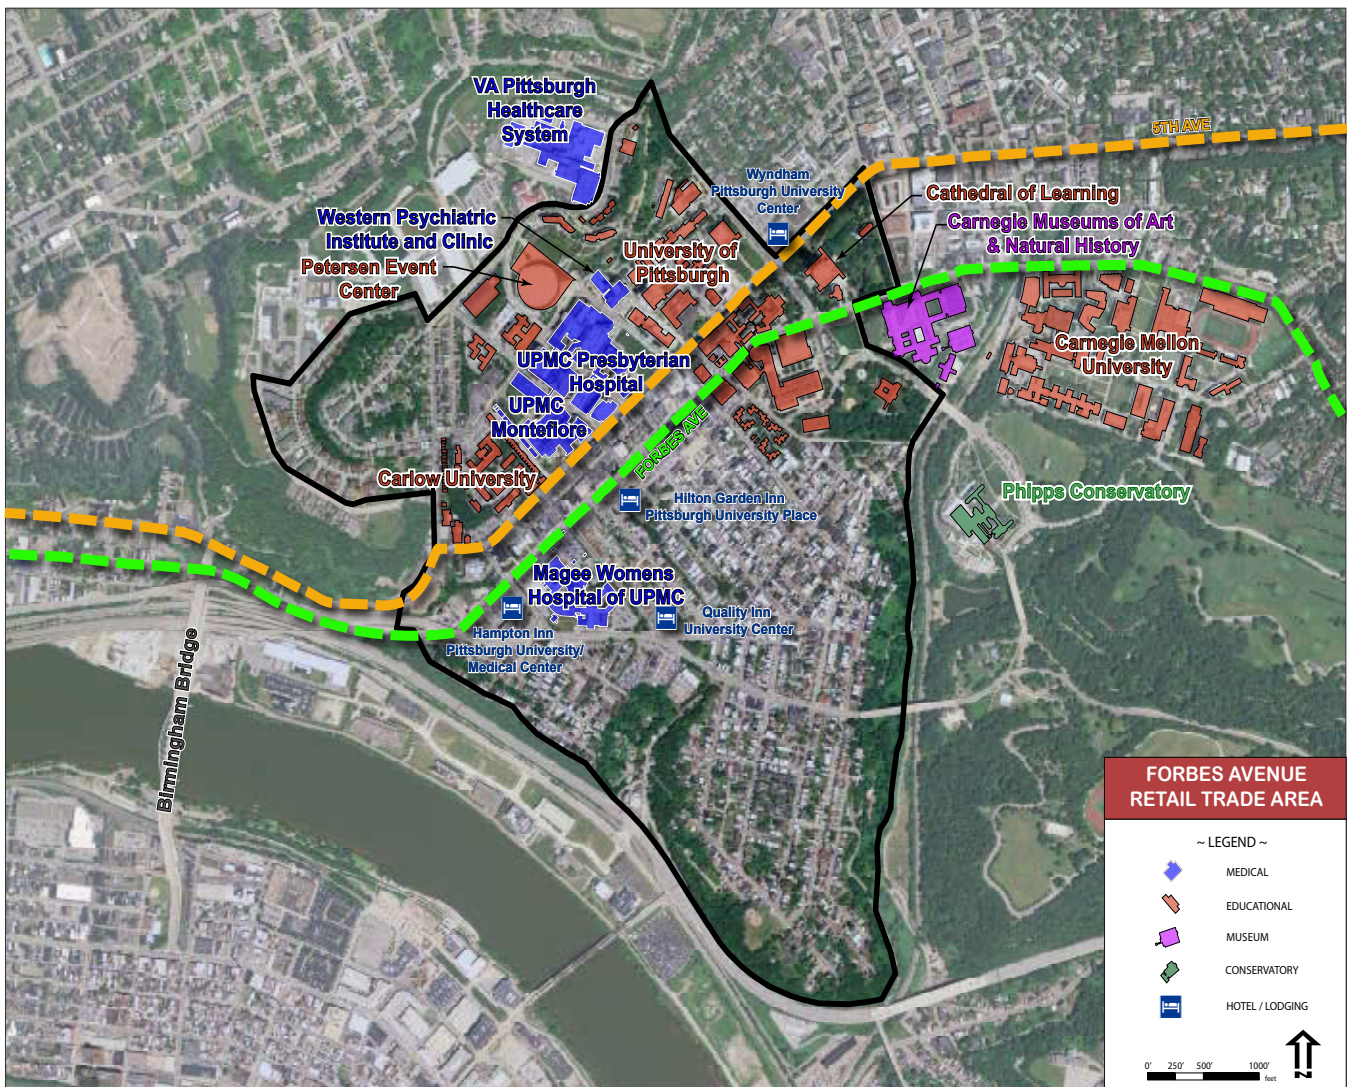 VA Pittsburgh
Healthcare
System
5TH AVE
Wyndham
Pittsburgh University
Center
Cathedral of Learning
Western Psychiatric
Institute and Clinic
Carnegie Museums of Art
& Natural History
University of
Pittsburgh
Petersen Event
Center
Carnegie Mellon
University
UPMC Presbyterian
Hospital
UPMC
Montefiore
FORBES AVE
Carlow University
Hilton Garden Inn
Pittsburgh University Place
Phipps Conservatory
Magee Womens
Hospital of UPMC
Quality Inn
University Center
Hampton Inn
Pittsburgh University/
Medical Center
Birmingham Bridge
FORBES AVENUE
RETAIL TRADE AREA
~ LEGEND ~
MEDICAL
EDUCATIONAL
MUSEUM
CONSERVATORY
HOTEL / LODGING
0' 250' 500' 1000'
feet
N